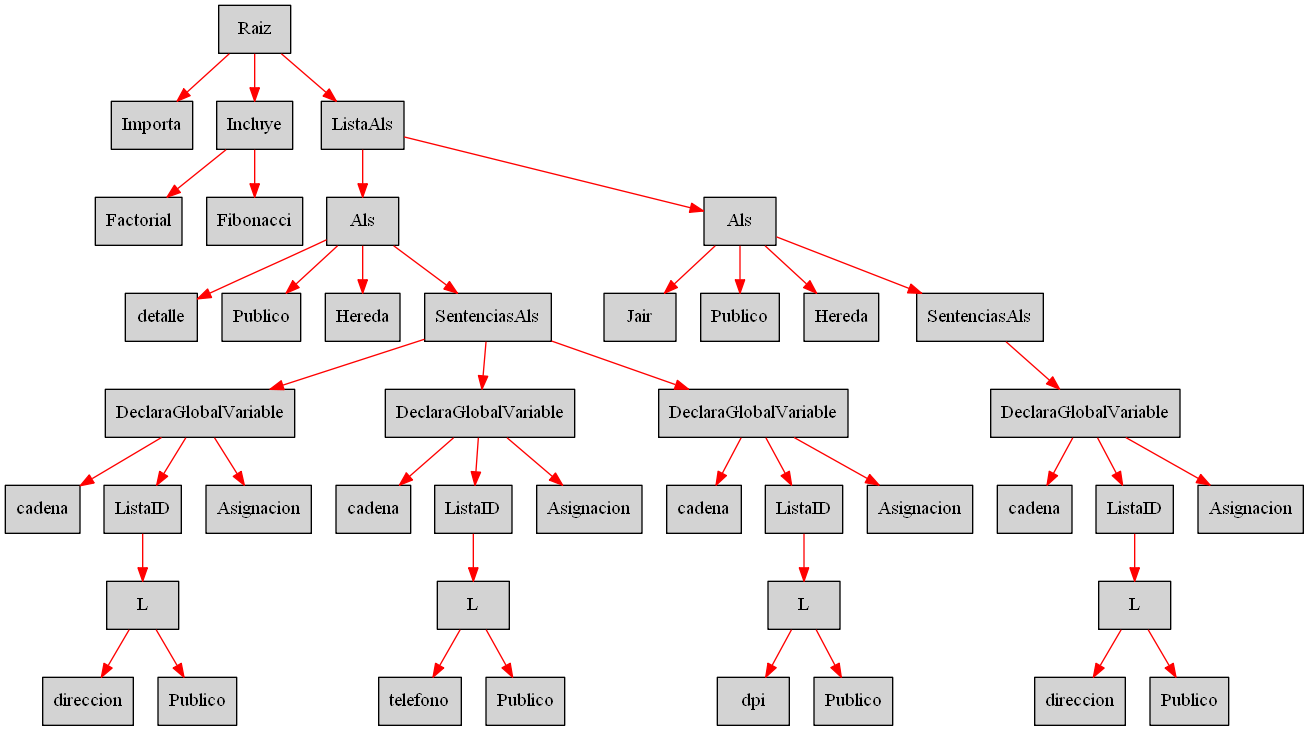 Raiz
Importa Incluye ListaAls
Factorial Fibonacci Als Als
detalle Publico Hereda SentenciasAls Jair Publico Hereda SentenciasAls
DeclaraGlobalVariable DeclaraGlobalVariable DeclaraGlobalVariable DeclaraGlobalVariable
cadena ListaID Asignacion cadena ListaID Asignacion cadena ListaID Asignacion cadena ListaID Asignacion
L L L L
direccion Publico telefono Publico dpi Publico direccion Publico